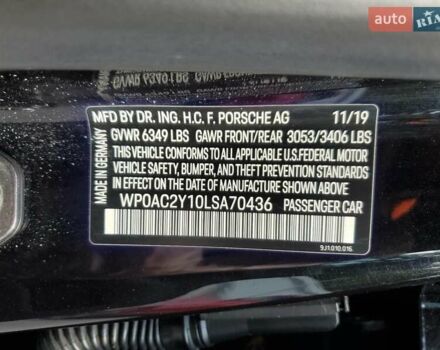 auto RIA
MFD BY DR. ING. H.C. F. PORSCHE AG 11/19
GVWR 6349 LBS GAWR FRONT/REAR 3053/3406 LBS
THIS VEHICLE CONFORMS TO ALL APPLICABLE U.S.FEDERAL MOTOR
VEHICLE SAFETY, BUMPER, AND THEFT PREVENTION STANDARDS
IN EFFECT ON THE DATE OF MANUFACTURE SHOWN ABOVE.
WP0AC2Y10LSA70436 PASSENGER CAR
MADE IN GERMANY
9J1.010.016.